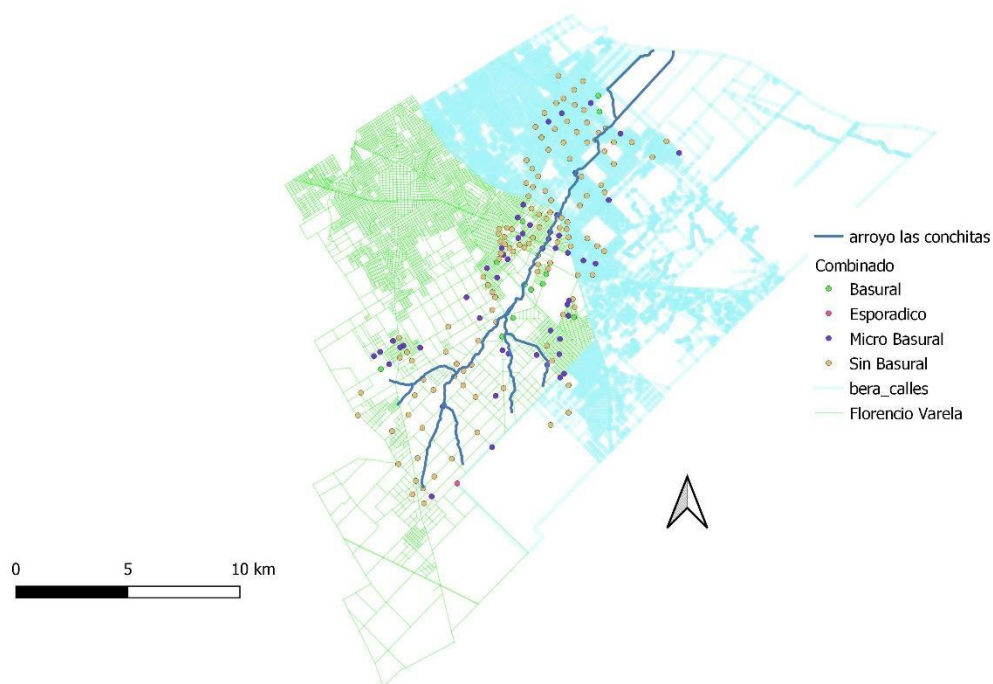 arroyo las conchitas
Combinado
Basural
Esporadico
Micro Basural
Sin Basural
bera_calles
Florencio Varela
0 5 10 km